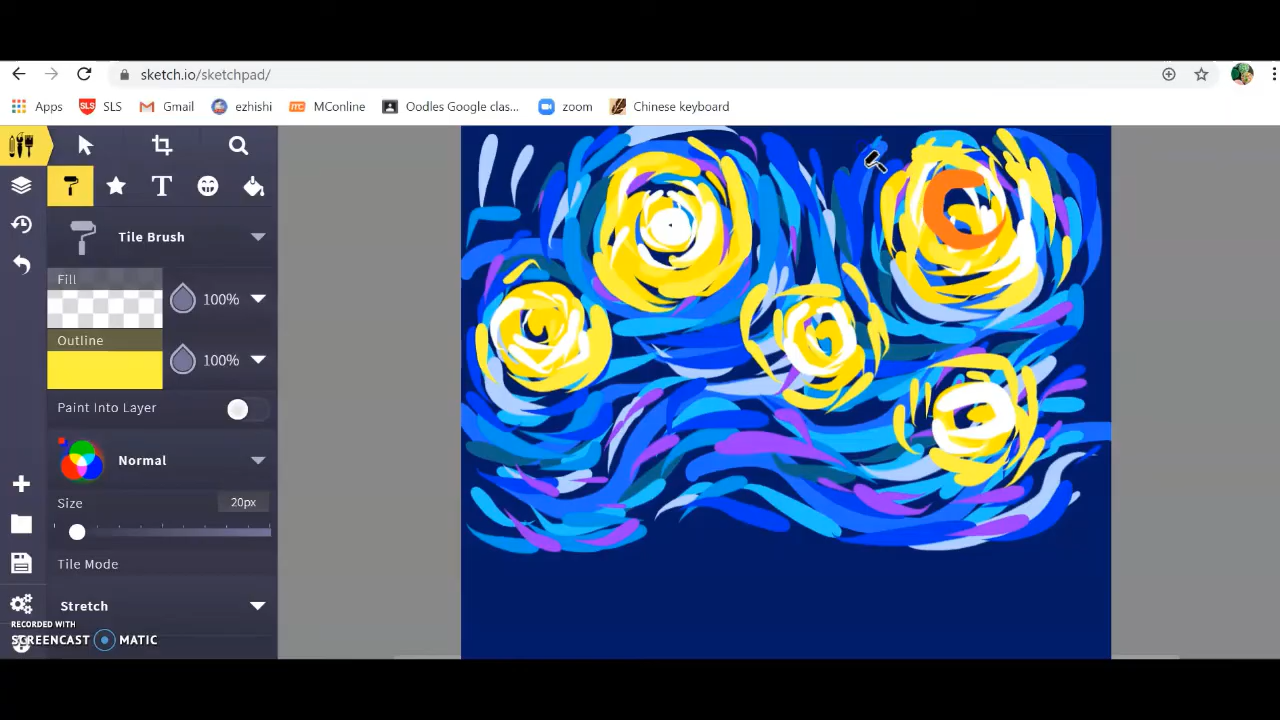 sketch.io/sketchpad/
Apps SLS Gmail ezhishi MConline Oodles Google clas... zoom Chinese keyboard
Tile Brush
Fill
100%
Outline
100%
Paint Into Layer
Normal
Size 20px
Tile Mode
Stretch
RECORDED WITH
SCREENCAST MATIC